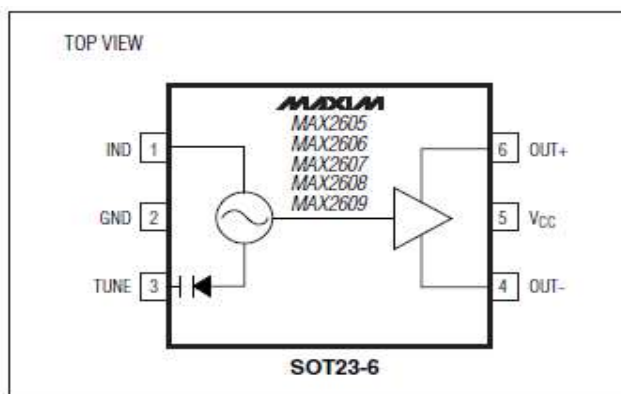 TOP VIEW
MAXIM
MAX2605
MAX2606
MAX2607
MAX2608
MAX2609
IND 1
6 OUT+
GND 2
5 VCC
TUNE 3
4 OUT-
SOT23-6